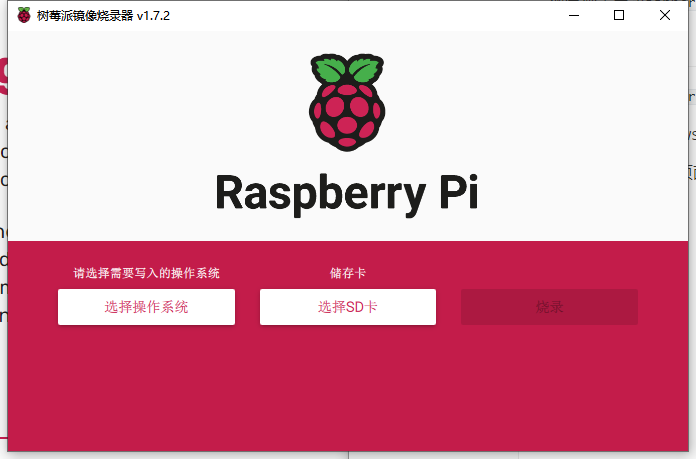 树莓派镜像烧录器 v1.7.2
Raspberry Pi
请选择需要写入的操作系统
储存卡
选择操作系统
选择SD卡
烧录